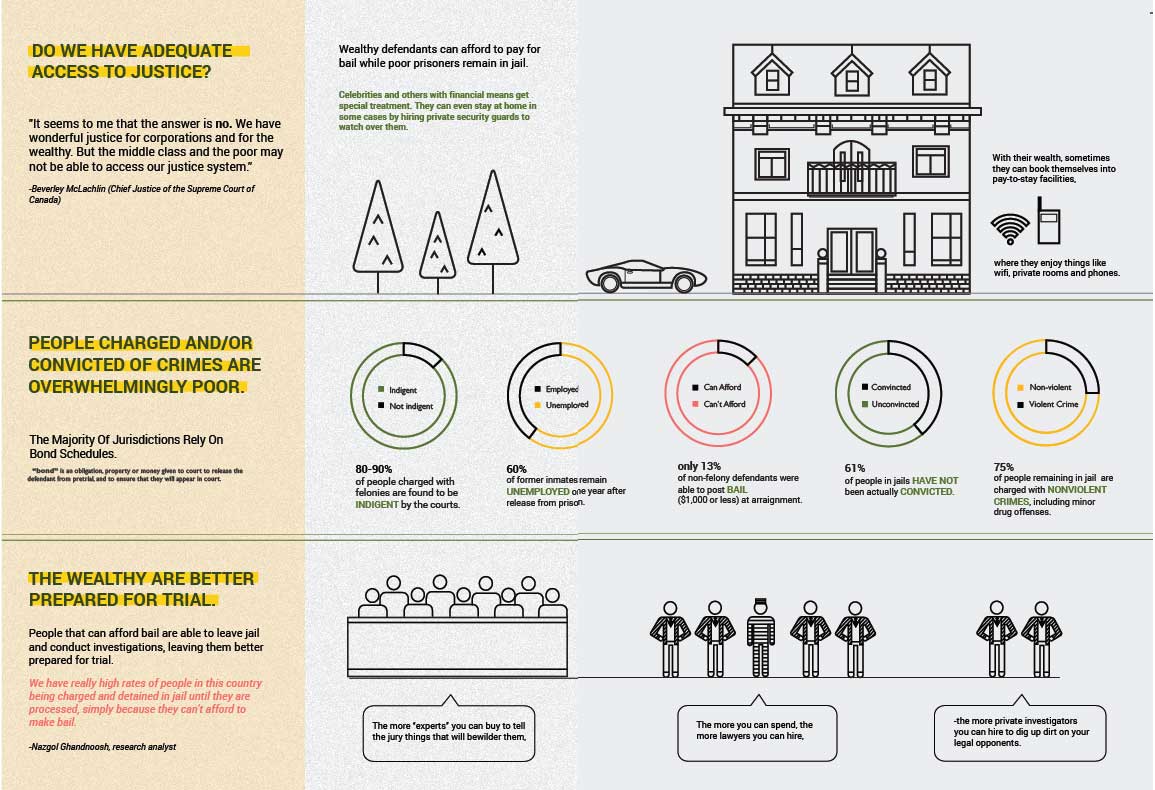 DO WE HAVE ADEQUATE
ACCESS TO JUSTICE?
"It seems to me that the answer is no. We have
wonderful justice for corporations and for the
wealthy. But the middle class and the poor may
not be able to access our justice system."
-Beverley McLachlin (Chief Justice of the Supreme Court of
Canada)
Wealthy defendants can afford to pay for
bail while poor prisoners remain in jail.
Celebrities and others with financial means get
special treatment. They can even stay at home in
some cases by hiring private security guards to
watch over them.
With their wealth, sometimes
they can book themselves into
pay-to-stay facilities,
where they enjoy things like
wifi, private rooms and phones.
PEOPLE CHARGED AND/OR
CONVICTED OF CRIMES ARE
OVERWHELMINGLY POOR.
The Majority Of Jurisdictions Rely On
Bond Schedules.
"bond" is an obligation, property or money given to court to release the
defendant from pretrial, and to ensure that they will appear in court.
Indigent
Not indigent
80-90%
of people charged with
felonies are found to be
INDIGENT by the courts.
Employed
Unemployed
60%
of former inmates remain
UNEMPLOYED one year after
release from prison.
Can Afford
Can't Afford
only 13%
of non-felony defendants were
able to post BAIL
($1,000 or less) at arraignment.
Convincted
Unconvincted
61%
of people in jails HAVE NOT
been actually CONVICTED.
Non-violent
Violent Crime
75%
of people remaining in jail are
charged with NONVIOLENT
CRIMES, including minor
drug offenses.
THE WEALTHY ARE BETTER
PREPARED FOR TRIAL.
People that can afford bail are able to leave jail
and conduct investigations, leaving them better
prepared for trial.
We have really high rates of people in this country
being charged and detained in jail until they are
processed, simply because they can't afford to
make bail.
-Nazgol Ghandnoosh, research analyst
The more "experts" you can buy to tell
the jury things that will bewilder them,
The more you can spend, the
more lawyers you can hire,
-the more private investigators
you can hire to dig up dirt on your
legal opponents.